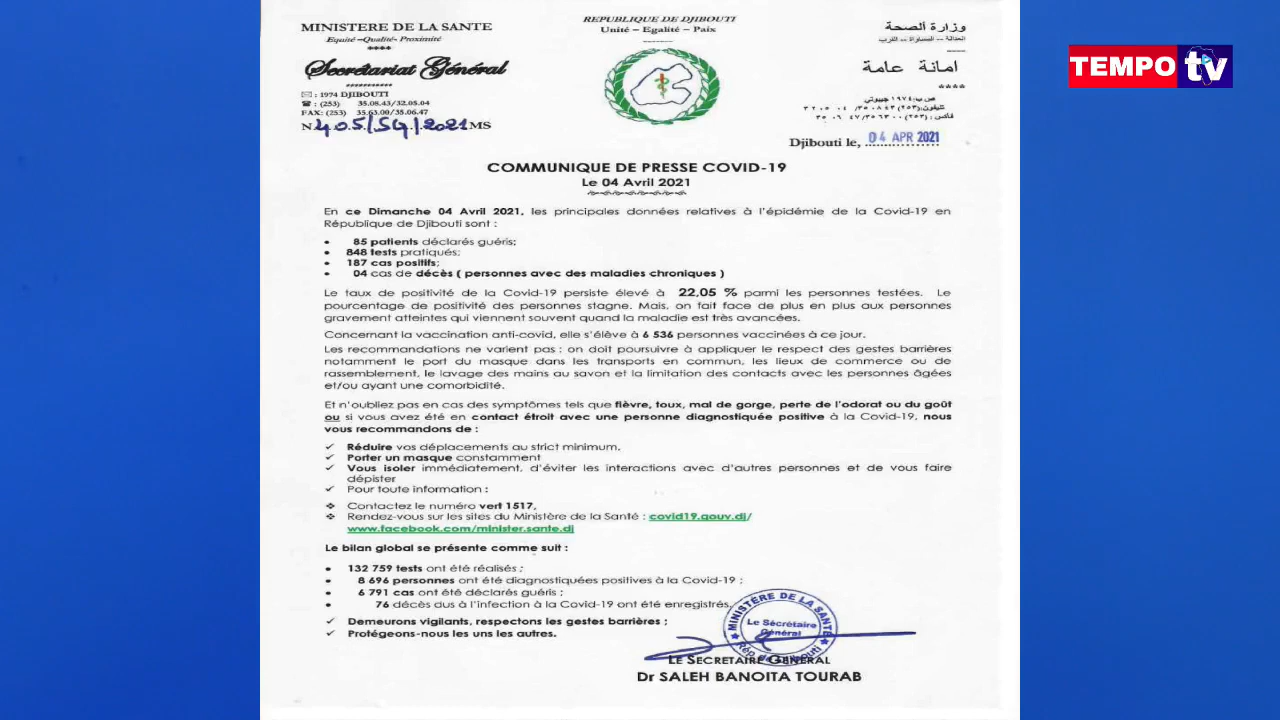 MINISTERE DE LA SANTE
Equité –Qualité- Proximité
****
Secrétariat Général
***********
: 1974 DJIBOUTI
: (253) 35.08.43/32.05.04
FAX: (253) 35.63.00/35.06.47
N.405/SG/2021 MS
REPUBLIQUE DE DJIBOUTI
Unité – Egalité – Paix
-------
وزارة الصحة
العدالة -- المساواة -- القرب
----
امانة عامة
****
ص ب: ١٩٧٤ جيبوتي
TEMPO tv
Djibouti le, 04 APR 2021
COMMUNIQUE DE PRESSE COVID-19
Le 04 Avril 2021
En ce Dimanche 04 Avril 2021, les principales données relatives à l'épidémie de la Covid-19 en
République de Djibouti sont :
• 85 patients déclarés guéris;
• 848 tests pratiqués;
• 187 cas positifs;
• 04 cas de décès ( personnes avec des maladies chroniques )
Le taux de positivité de la Covid-19 persiste élevé à 22,05 % parmi les personnes testées. Le
pourcentage de positivité des personnes stagne. Mais, on fait face de plus en plus aux personnes
gravement atteintes qui viennent souvent quand la maladie est très avancées.
Concernant la vaccination anti-covid, elle s'élève à 6 536 personnes vaccinées à ce jour.
Les recommandations ne varient pas : on doit poursuivre à appliquer le respect des gestes barrières
notamment le port du masque dans les transports en commun, les lieux de commerce ou de
rassemblement, le lavage des mains au savon et la limitation des contacts avec les personnes âgées
et/ou ayant une comorbidité.
Et n'oubliez pas en cas des symptômes tels que fièvre, toux, mal de gorge, perte de l'odorat ou du goût
ou si vous avez été en contact étroit avec une personne diagnostiquée positive à la Covid-19, nous
vous recommandons de :
✓ Réduire vos déplacements au strict minimum,
✓ Porter un masque constamment
✓ Vous isoler immédiatement, d'éviter les interactions avec d'autres personnes et de vous faire
dépister
✓ Pour toute information :
❖ Contactez le numéro vert 1517,
❖ Rendez-vous sur les sites du Ministère de la Santé : covid19.gouv.dj/
www.facebook.com/minister.sante.dj
Le bilan global se présente comme suit :
• 132 759 tests ont été réalisés ;
• 8 696 personnes ont été diagnostiquées positives à la Covid-19 ;
• 6 791 cas ont été déclarés guéris ;
• 76 décès dus à l'infection à la Covid-19 ont été enregistrés.
✓ Demeurons vigilants, respectons les gestes barrières ;
✓ Protégeons-nous les uns les autres.
MINISTÈRE DE LA SANTÉ
Le Sécrétaire
Général
Rép. de Djibouti
LE SECRETAIRE GENERAL
Dr SALEH BANOITA TOURAB